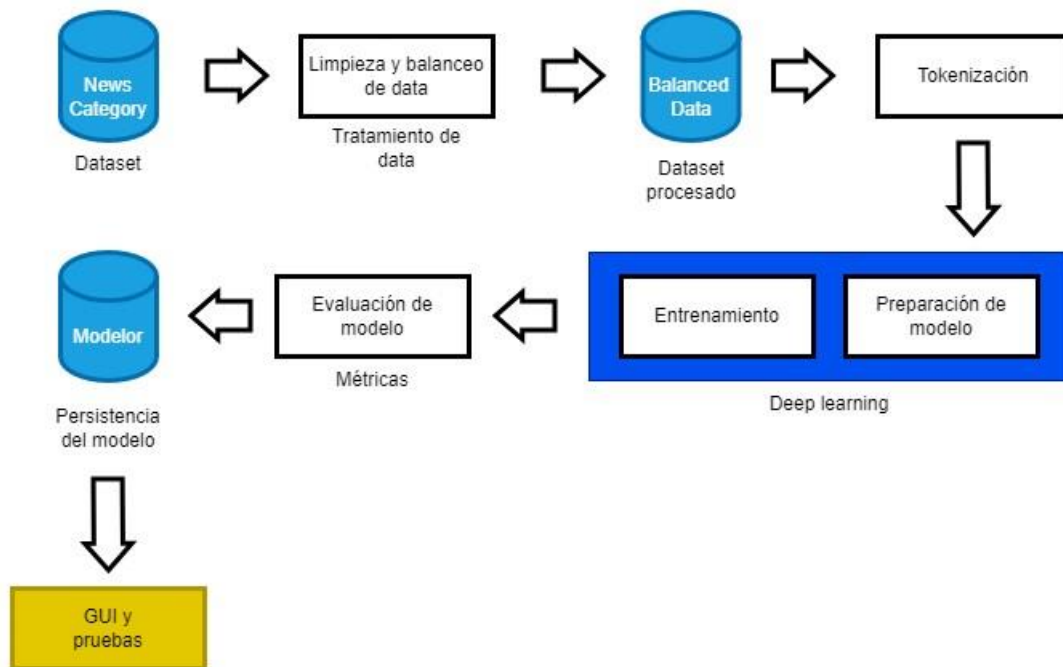 News
Category
Dataset
Limpieza y balanceo
de data
Tratamiento de
data
Balanced
Data
Dataset
procesado
Tokenización
Preparación de
modelo
Entrenamiento
Deep learning
Evaluación de
modelo
Métricas
Modelor
Persistencia
del modelo
GUI y
pruebas